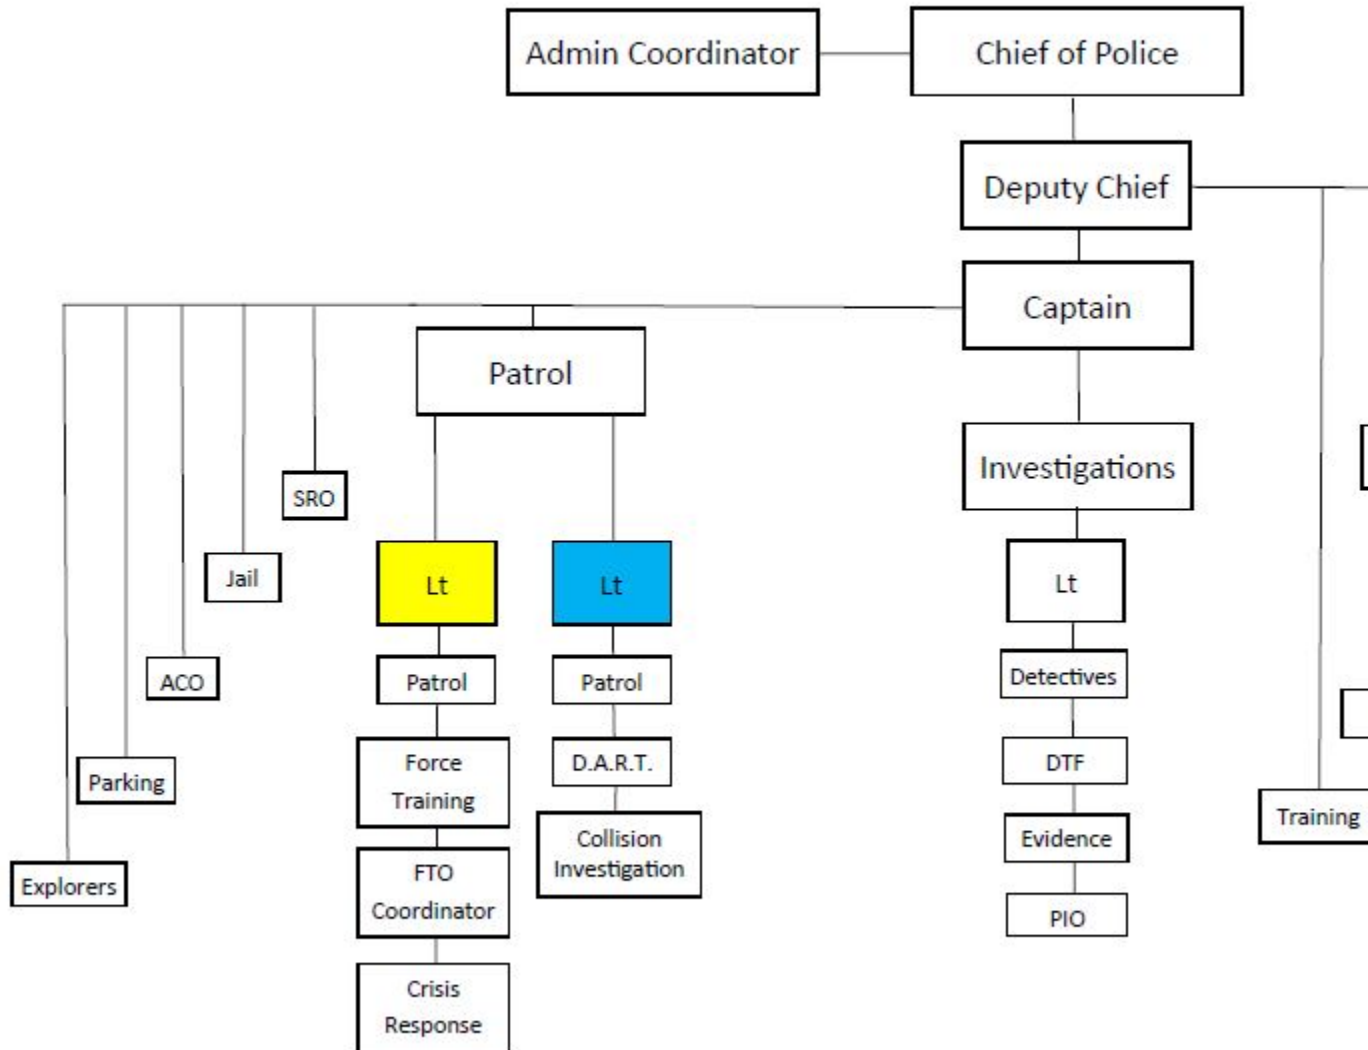 Admin Coordinator
Chief of Police
Deputy Chief
Captain
Patrol
Investigations
SRO
Jail
Lt
Lt
Lt
ACO
Patrol
Patrol
Detectives
Parking
Force
Training
D.A.R.T.
DTF
Training
Explorers
FTO
Coordinator
Collision
Investigation
Evidence
PIO
Crisis
Response